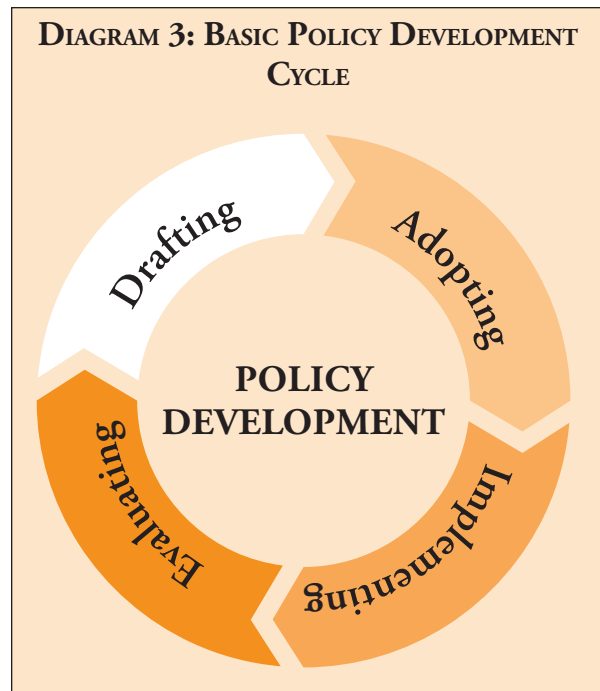 DIAGRAM 3: BASIC POLICY DEVELOPMENT
CYCLE
Drafting
Adopting
POLICY
DEVELOPMENT
Implementing
Evaluating